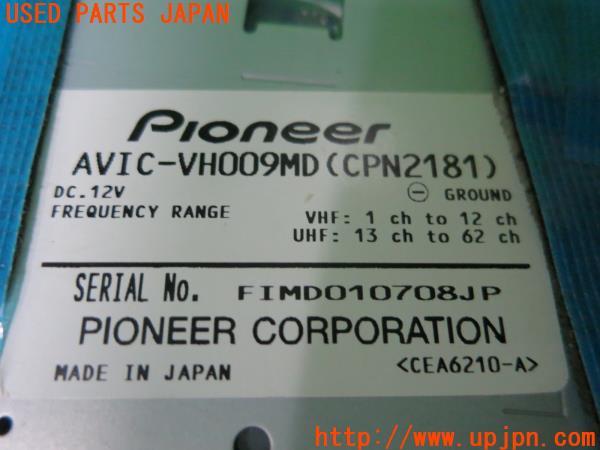 USED PARTS JAPAN
Pioneer
AVIC-VH009MD(CPN2181)
DC.12V
⊖ GROUND
FREQUENCY RANGE
VHF: 1 ch to 12 ch
UHF: 13 ch to 62 ch
SERIAL No. FIMD010708JP
PIONEER CORPORATION
MADE IN JAPAN
<CEA6210-A>
http://www.upjpn.com